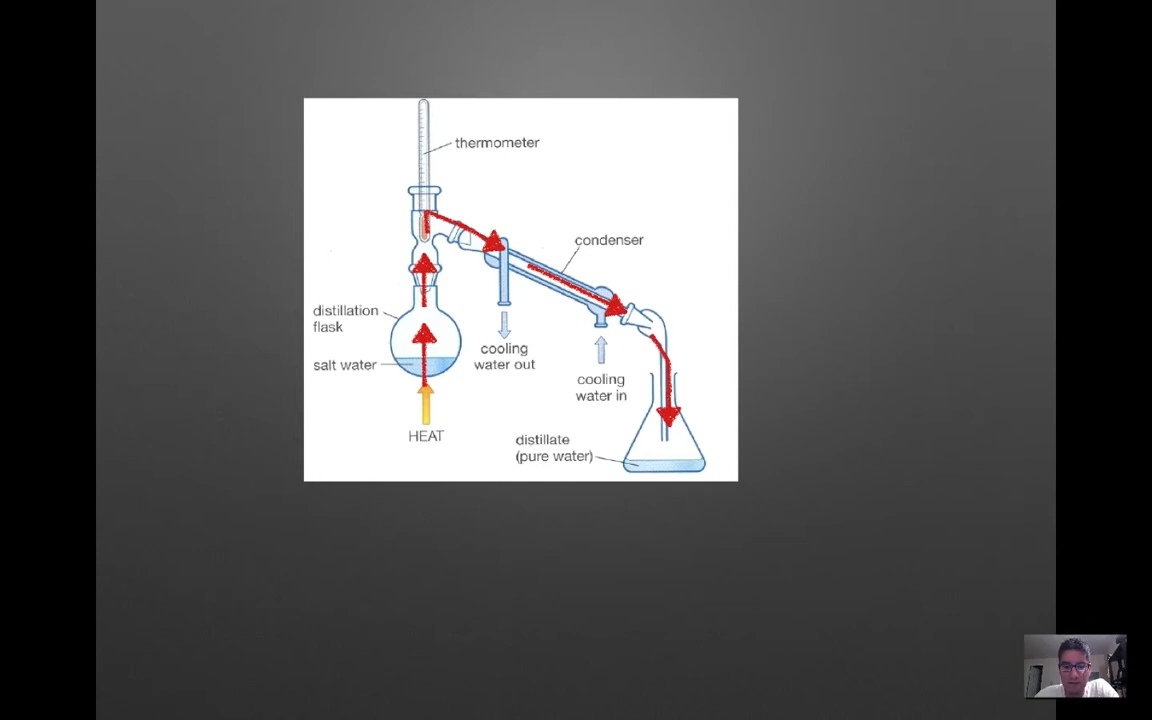 thermometer
condenser
distillation
flask
salt water
cooling
water out
cooling
water in
HEAT
distillate
(pure water)